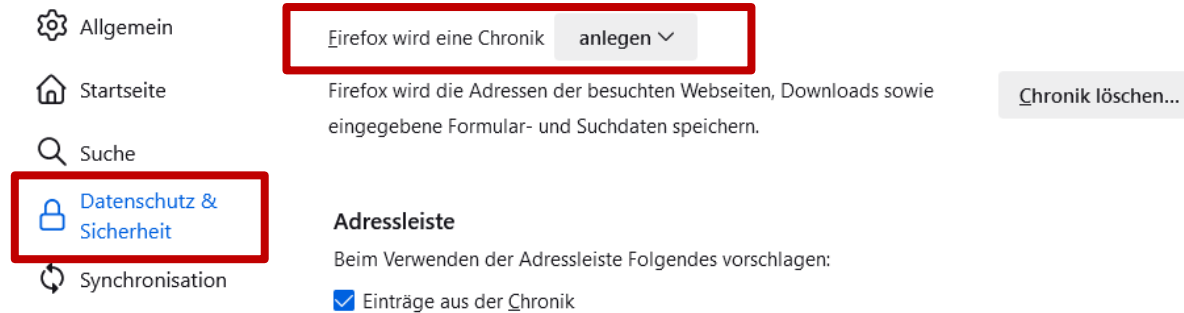 Allgemein
Startseite
Suche
Datenschutz &
Sicherheit
Synchronisation
Firefox wird eine Chronik anlegen
Firefox wird die Adressen der besuchten Webseiten, Downloads sowie
eingegebene Formular- und Suchdaten speichern.
Chronik löschen...
Adressleiste
Beim Verwenden der Adressleiste Folgendes vorschlagen:
Einträge aus der Chronik